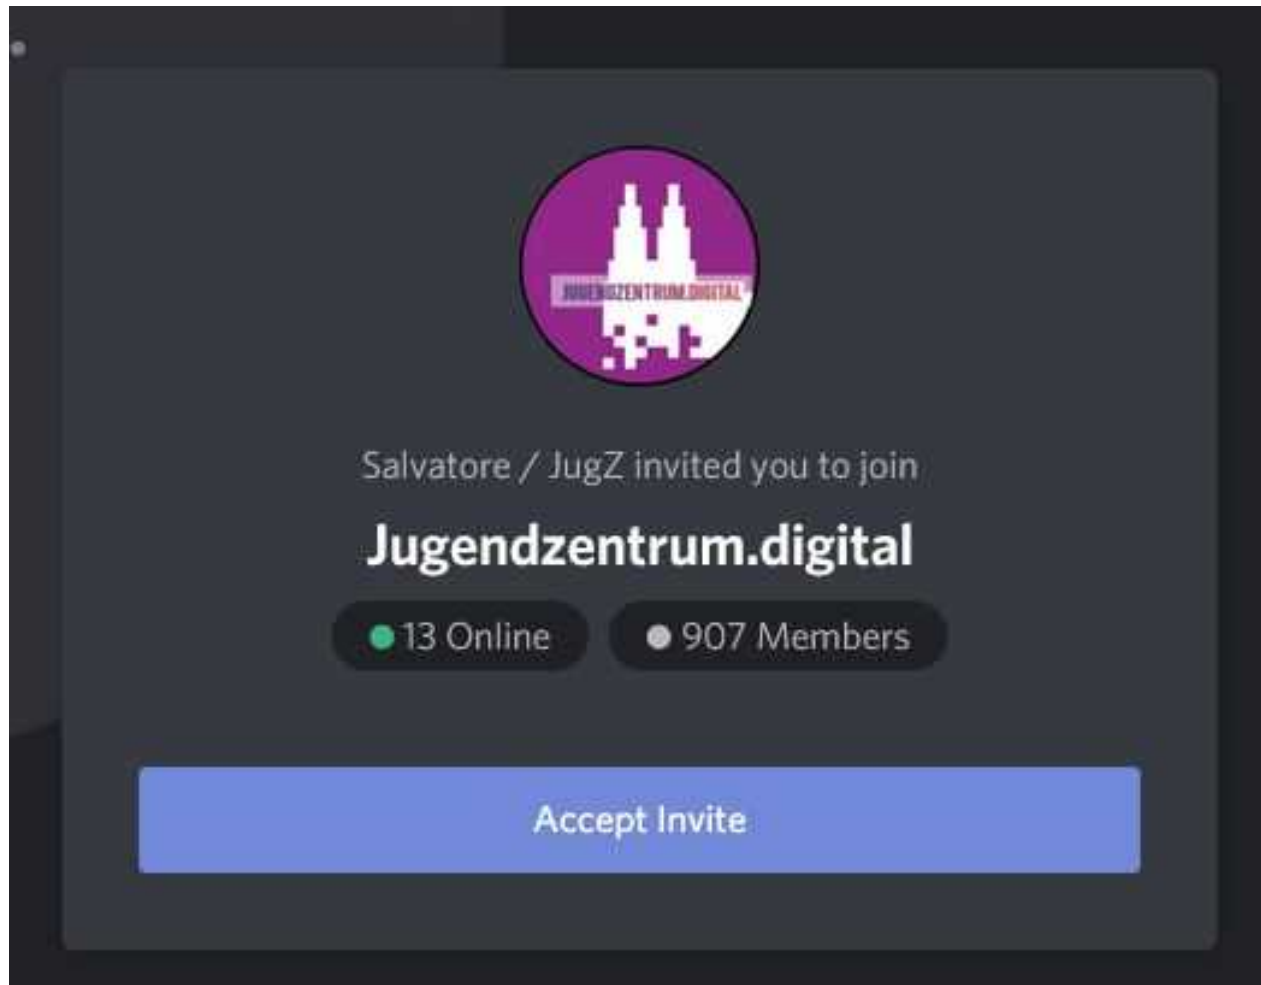 JUGENDZENTRUM.DIGITAL
Salvatore / JugZ invited you to join
Jugendzentrum.digital
13 Online
907 Members
Accept Invite